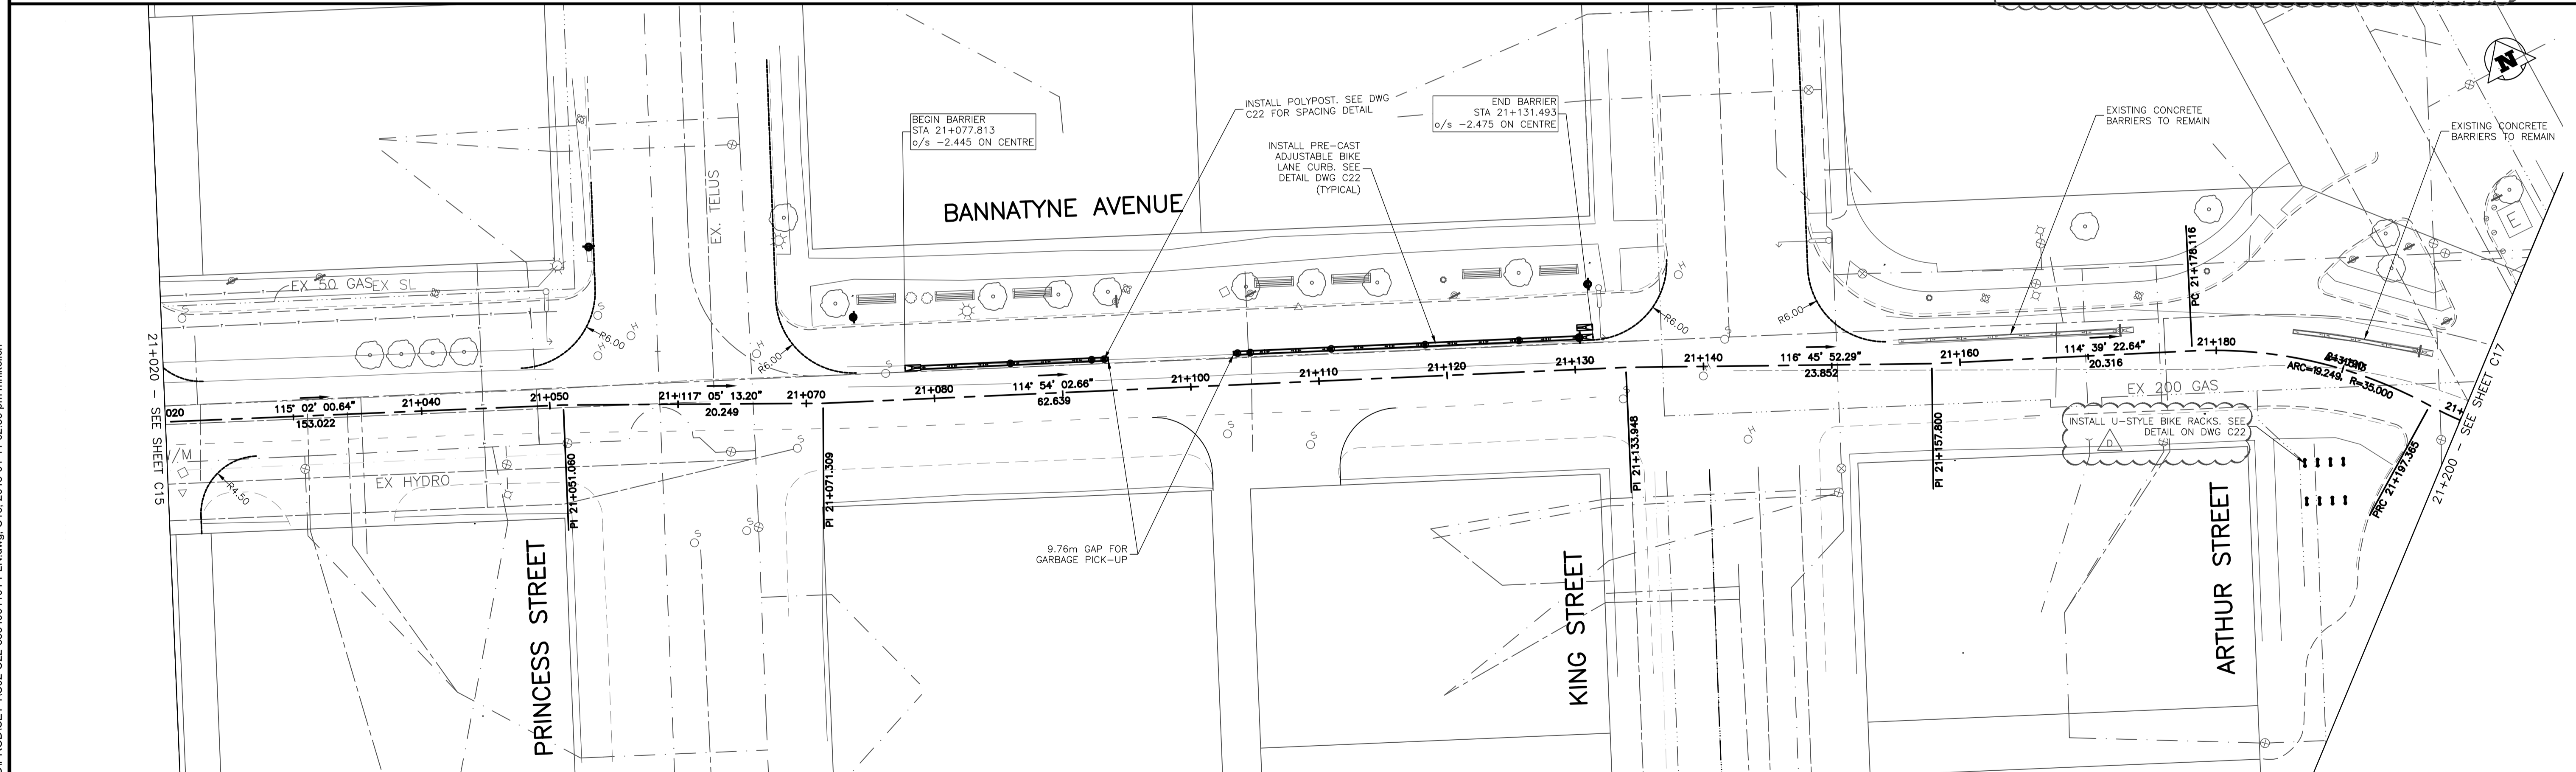 BEGIN BARRIER
STA 21+077.813
o/s -2.445 ON CENTRE
INSTALL POLYPOST. SEE DWG
C22 FOR SPACING DETAIL
END BARRIER
STA 21+131.493
o/s -2.475 ON CENTRE
INSTALL PRE-CAST
ADJUSTABLE BIKE
LANE CURB. SEE
DETAIL DWG C22
(TYPICAL)
EXISTING CONCRETE
BARRIERS TO REMAIN
EXISTING CONCRETE
BARRIERS TO REMAIN
N
E
EX. TELUS
BANNATYNE AVENUE
EX 50 GAS
EX SL
R6.00
R6.00
R6.00
R6.00
R4.50
PC 21+178.116
21+020 - SEE SHEET C15
020
115° 02' 00.64"
153.022
21+040
21+050
117° 05' 13.20"
20.249
21+070
21+080
114° 54' 02.66"
62.639
21+100
21+110
21+120
21+130
21+140
116° 45' 52.29"
23.852
21+160
114° 39' 22.64"
20.316
21+180
ARC=19.249, R=35.000
EX 200 GAS
INSTALL U-STYLE BIKE RACKS. SEE
DETAIL ON DWG C22
EX HYDRO
PI 21+051.060
PI 21+071.309
PI 21+133.948
PI 21+157.800
PRC 21+197.365
21+200 - SEE SHEET C17
9.76m GAP FOR
GARBAGE PICK-UP
PRINCESS STREET
KING STREET
ARTHUR STREET